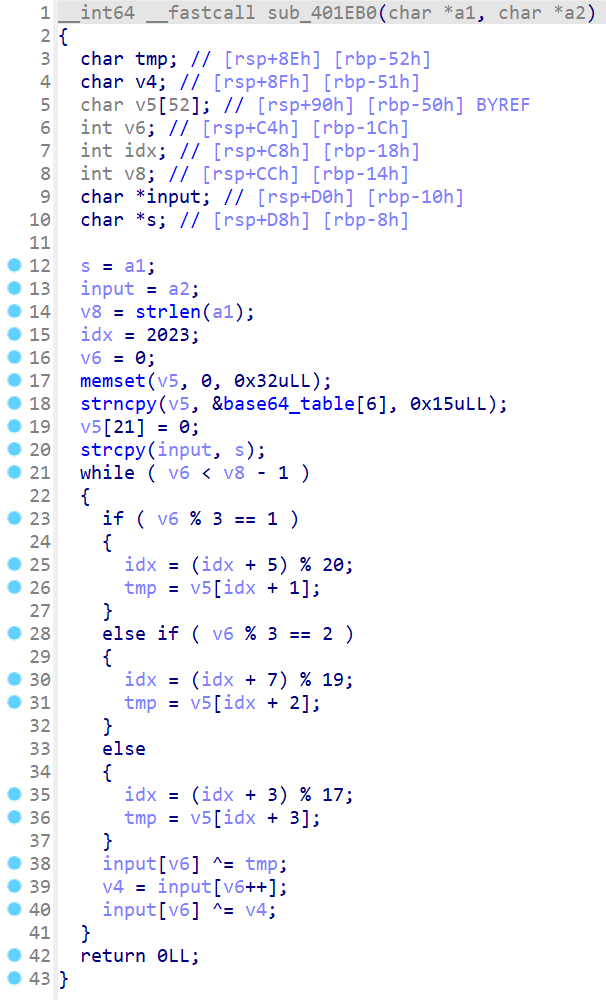 1 __int64 __fastcall sub_401EB0(char *a1, char *a2)
2 {
3   char tmp; // [rsp+8Eh] [rbp-52h]
4   char v4; // [rsp+8Fh] [rbp-51h]
5   char v5[52]; // [rsp+90h] [rbp-50h] BYREF
6   int v6; // [rsp+C4h] [rbp-1Ch]
7   int idx; // [rsp+C8h] [rbp-18h]
8   int v8; // [rsp+CCh] [rbp-14h]
9   char *input; // [rsp+D0h] [rbp-10h]
10   char *s; // [rsp+D8h] [rbp-8h]
11
12   s = a1;
13   input = a2;
14   v8 = strlen(a1);
15   idx = 2023;
16   v6 = 0;
17   memset(v5, 0, 0x32uLL);
18   strncpy(v5, &base64_table[6], 0x15uLL);
19   v5[21] = 0;
20   strcpy(input, s);
21   while ( v6 < v8 - 1 )
22   {
23     if ( v6 % 3 == 1 )
24     {
25       idx = (idx + 5) % 20;
26       tmp = v5[idx + 1];
27     }
28     else if ( v6 % 3 == 2 )
29     {
30       idx = (idx + 7) % 19;
31       tmp = v5[idx + 2];
32     }
33     else
34     {
35       idx = (idx + 3) % 17;
36       tmp = v5[idx + 3];
37     }
38     input[v6] ^= tmp;
39     v4 = input[v6++];
40     input[v6] ^= v4;
41   }
42   return 0LL;
43 }